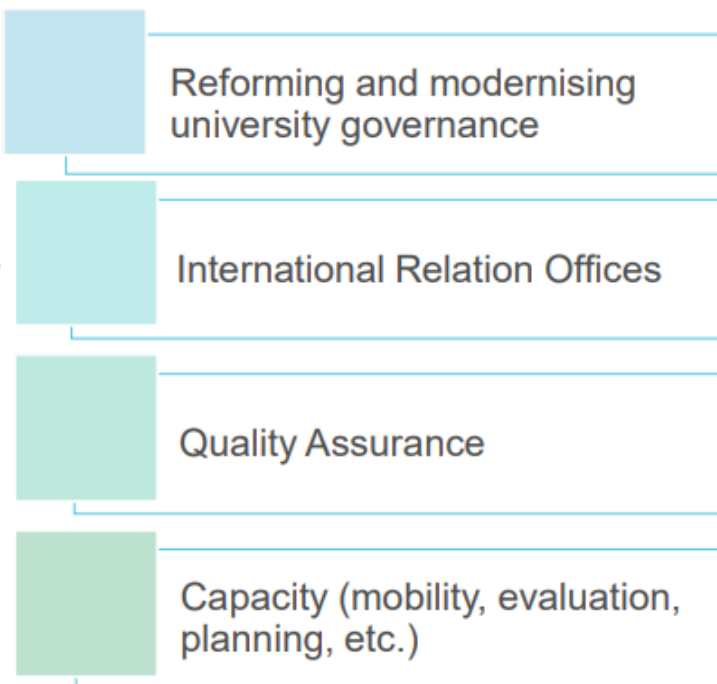 Reforming and modernising
university governance
International Relation Offices
Quality Assurance
Capacity (mobility, evaluation,
planning, etc.)